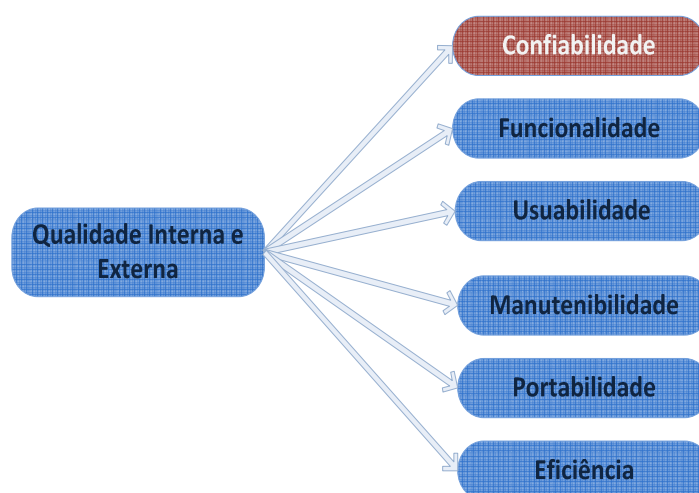 Confiabilidade
Funcionalidade
Usuabilidade
Qualidade Interna e
Externa
Manutenibilidade
Portabilidade
Eficiência